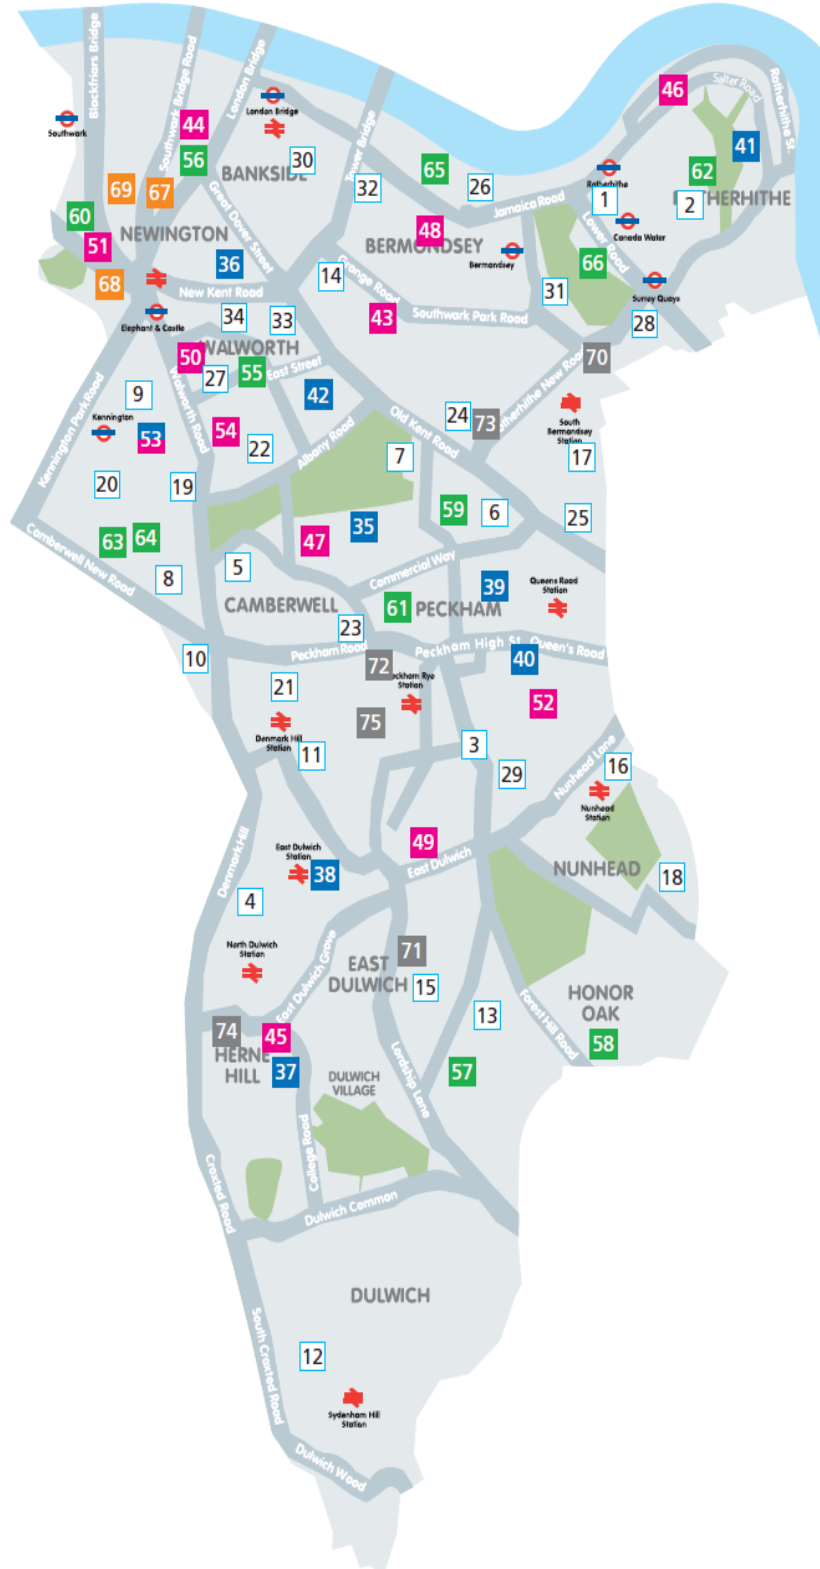 Blackfriars Bridge
Southwark Bridge Road
London Bridge
Tower Bridge
Salter Road
Rotherhithe St.
46
London Bridge
Southwark
44
41
56
30
BANKSIDE
65
62
32
26
Rotherhithe
1
2
69
67
Great Dover Street
Jamaica Road
Lower Road
60
NEWINGTON
48
BERMONDSEY
Canada Water
51
Bermondsey
36
66
14
Grange Road
68
New Kent Road
31
Surrey Quays
Elephant & Castle
34
33
43
Southwark Park Road
28
WALWORTH
50
55
East Street
70
27
42
Kennington Park Road
9
Walworth Road
Kennington
53
54
22
Albany Road
Old Kent Road
24
73
South
Bermondsey
Station
7
17
20
19
59
6
25
35
63
64
47
Camberwell New Road
5
Commercial Way
8
39
Queens Road
Station
CAMBERWELL
61
PECKHAM
23
10
Peckham Road
Peckham High St.
Queen's Road
72
40
Station
21
52
75
Denmark Hill
Station
11
3
29
Nunhead Lane
16
Nunhead
Station
Denmark Hill
49
East Dulwich
East Dulwich
Station
38
NUNHEAD
18
4
North Dulwich
Station
East Dulwich Grove
71
EAST
DULWICH
15
HONOR
OAK
13
Forest Hill Road
74
45
58
HERNE
HILL
37
57
DULWICH
VILLAGE
Lordship Lane
College Road
Croxted Road
Dulwich Common
DULWICH
South Croxted Road
12
Sydenham Hill
Station
Dulwich Wood